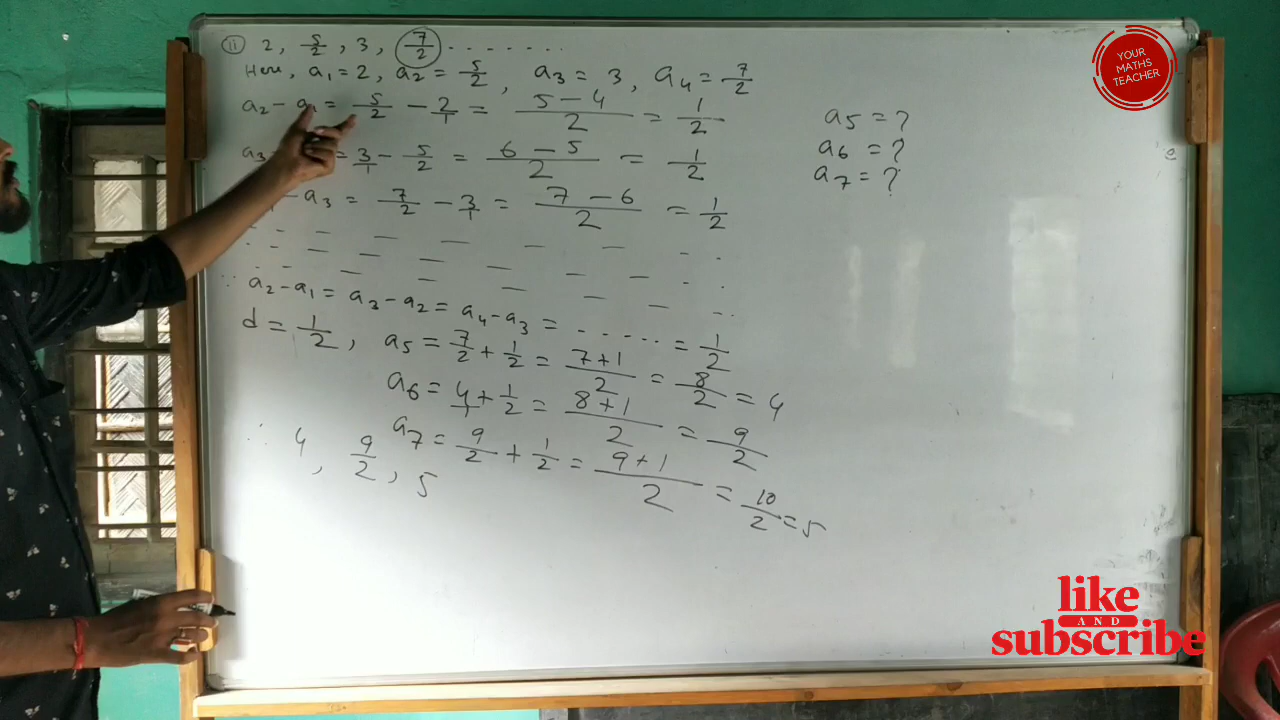 ii 2, 5/2, 3, 7/2 .......
Here, a₁ = 2, a₂ = 5/2, a₃ = 3, a₄ = 7/2
a₂ - a₁ = 5/2 - 2/1 = (5 - 4)/2 = 1/2
a₃ = 3/1 - 5/2 = (6 - 5)/2 = 1/2
- a₃ = 7/2 - 3/1 = (7 - 6)/2 = 1/2
a₂ - a₁ = a₃ - a₂ = a₄ - a₃ = ...... = 1/2
d = 1/2, a₅ = 7/2 + 1/2 = (7+1)/2 = 8/2 = 4
a₆ = 4/1 + 1/2 = (8+1)/2 = 9/2
a₇ = 9/2 + 1/2 = (9+1)/2 = 10/2 = 5
∴ 4, 9/2, 5
a₅ = ?
a₆ = ?
a₇ = ?
e
YOUR
MATHS
TEACHER
like
AND
subscribe